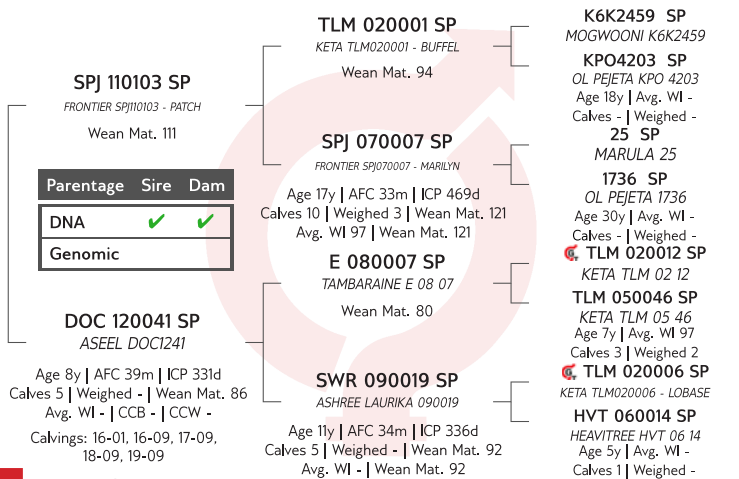 SPJ 110103 SP
FRONTIER SPJ110103 - PATCH
Wean Mat. 111
Parentage Sire Dam
DNA ✔ ✔
Genomic
DOC 120041 SP
ASEEL DOC1241
Age 8y | AFC 39m | ICP 331d
Calves 5 | Weighed - | Wean Mat. 86
Avg. WI - | CCB - | CCW -
Calvings: 16-01, 16-09, 17-09,
18-09, 19-09
TLM 020001 SP
KETA TLM020001 - BUFFEL
Wean Mat. 94
SPJ 070007 SP
FRONTIER SPJ070007 - MARILYN
Age 17y | AFC 33m | ICP 469d
Calves 10 | Weighed 3 | Wean Mat. 121
Avg. WI 97 | Wean Mat. 121
E 080007 SP
TAMBARAINE E 08 07
Wean Mat. 80
SWR 090019 SP
ASHREE LAURIKA 090019
Age 11y | AFC 34m | ICP 336d
Calves 5 | Weighed - | Wean Mat. 92
Avg. WI - | Wean Mat. 92
K6K2459 SP
MOGWOONI K6K2459
KPO4203 SP
OL PEJETA KPO 4203
Age 18y | Avg. WI -
Calves - | Weighed -
25 SP
MARULA 25
1736 SP
OL PEJETA 1736
Age 30y | Avg. WI -
Calves - | Weighed -
TLM 020012 SP
KETA TLM 02 12
TLM 050046 SP
KETA TLM 05 46
Age 7y | Avg. WI 97
Calves 3 | Weighed 2
TLM 020006 SP
KETA TLM020006 - LOBASE
HVT 060014 SP
HEAVITREE HVT 06 14
Age 5y | Avg. WI -
Calves 1 | Weighed -